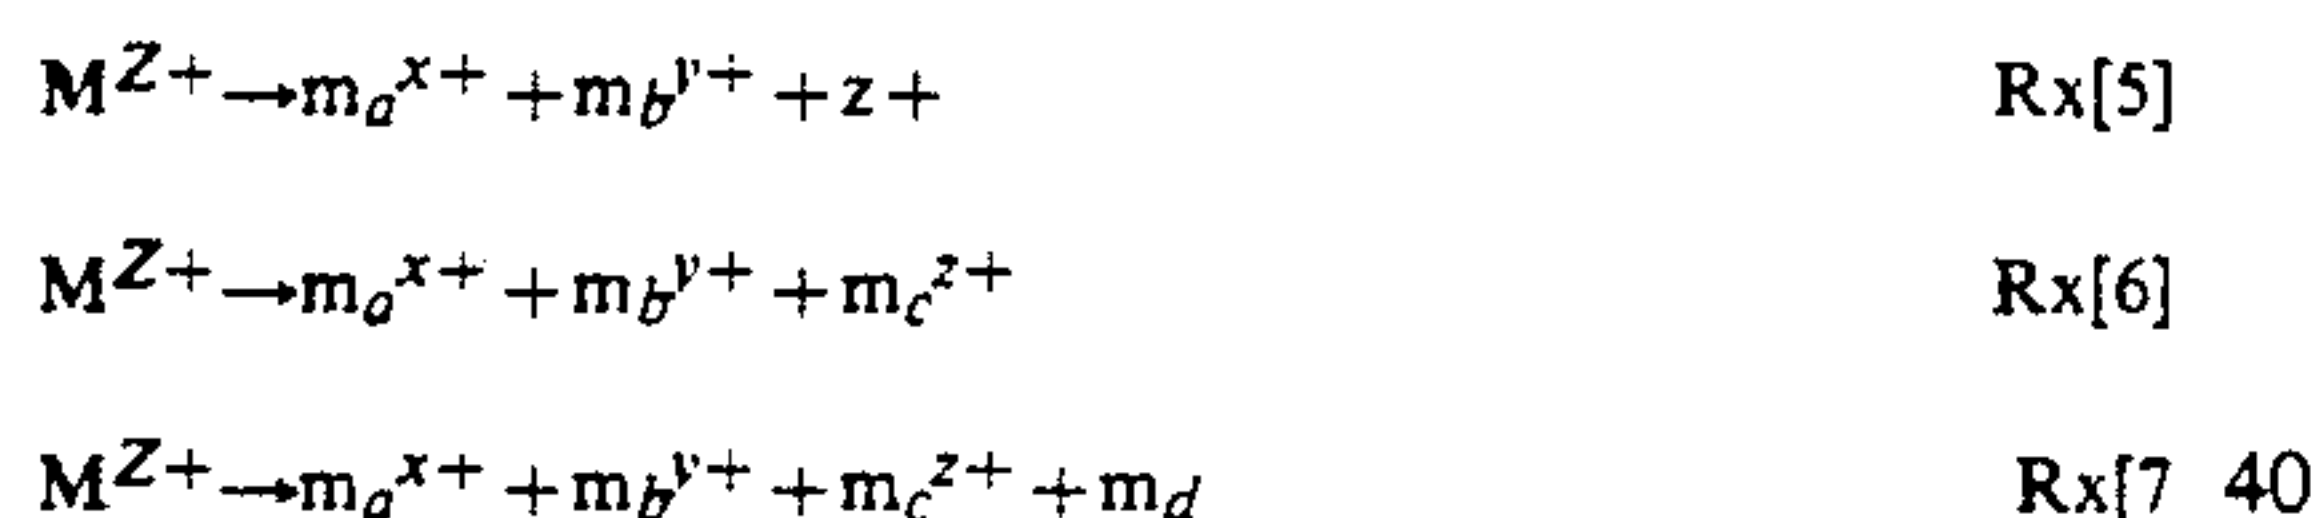 M^{Z+} → m_a^{x+} + m_b^{y+} + z+ Rx[5]
M^{Z+} → m_a^{x+} + m_b^{y+} + m_c^{z+} Rx[6]
M^{Z+} → m_a^{x+} + m_b^{y+} + m_c^{z+} + m_d Rx[7 40